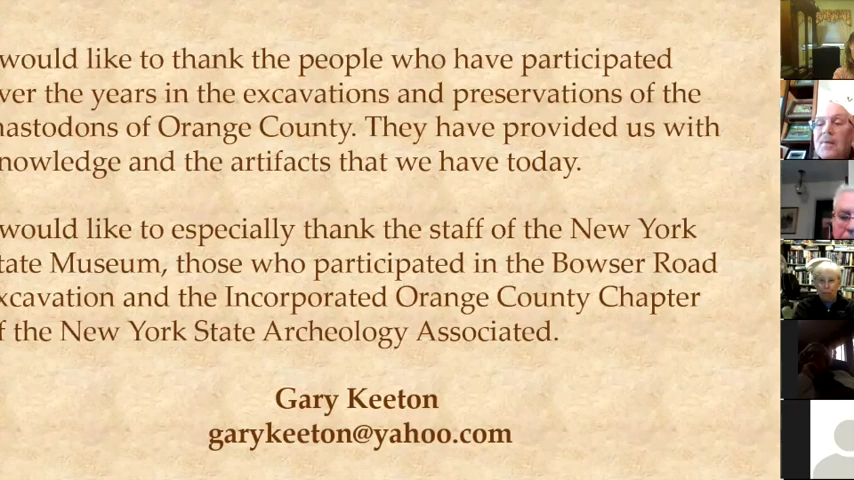 would like to thank the people who have participated
ver the years in the excavations and preservations of the
nastodons of Orange County. They have provided us with
nowledge and the artifacts that we have today.
would like to especially thank the staff of the New York
tate Museum, those who participated in the Bowser Road
xcavation and the Incorporated Orange County Chapter
f the New York State Archeology Associated.
Gary Keeton
garykeeton@yahoo.com